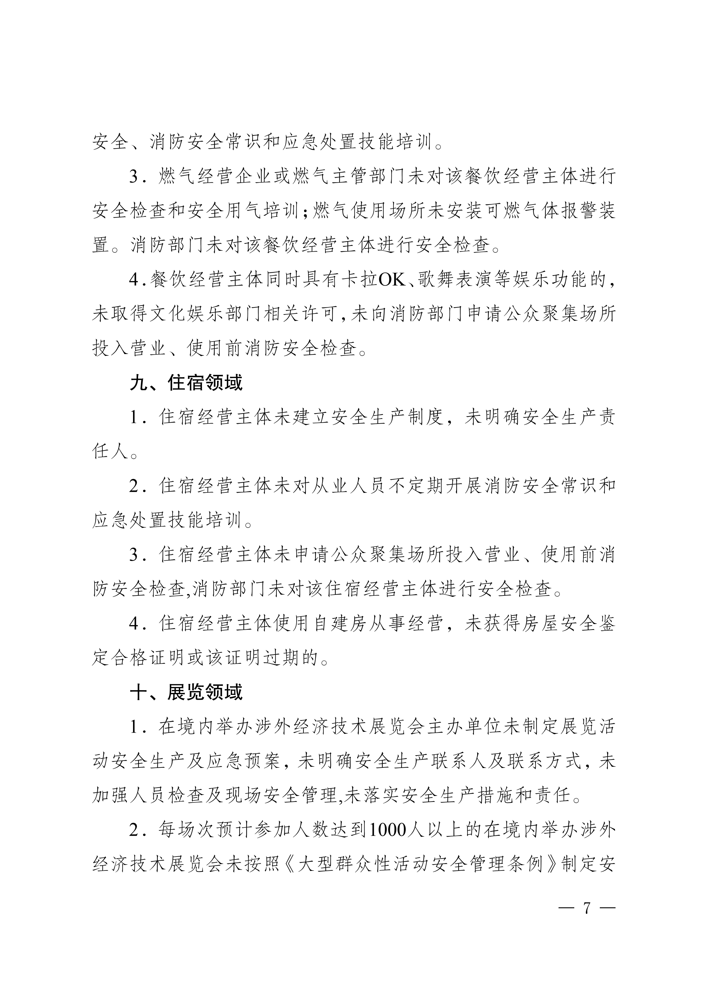 安全、消防安全常识和应急处置技能培训。
3．燃气经营企业或燃气主管部门未对该餐饮经营主体进行
安全检查和安全用气培训；燃气使用场所未安装可燃气体报警装
置。消防部门未对该餐饮经营主体进行安全检查。
4.餐饮经营主体同时具有卡拉OK、歌舞表演等娱乐功能的，
未取得文化娱乐部门相关许可，未向消防部门申请公众聚集场所
投入营业、使用前消防安全检查。
九、住宿领域
1．住宿经营主体未建立安全生产制度，未明确安全生产责
任人。
2．住宿经营主体未对从业人员不定期开展消防安全常识和
应急处置技能培训。
3．住宿经营主体未申请公众聚集场所投入营业、使用前消
防安全检查,消防部门未对该住宿经营主体进行安全检查。
4．住宿经营主体使用自建房从事经营，未获得房屋安全鉴
定合格证明或该证明过期的。
十、展览领域
1．在境内举办涉外经济技术展览会主办单位未制定展览活
动安全生产及应急预案，未明确安全生产联系人及联系方式，未
加强人员检查及现场安全管理,未落实安全生产措施和责任。
2．每场次预计参加人数达到1000人以上的在境内举办涉外
经济技术展览会未按照《大型群众性活动安全管理条例》制定安
— 7 —